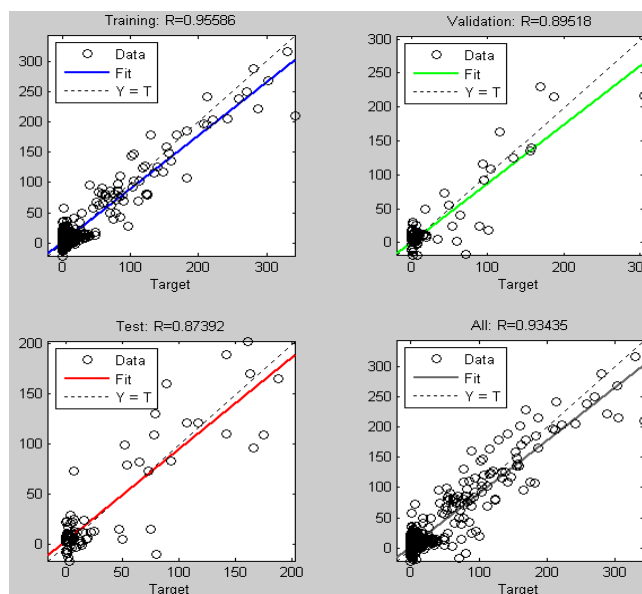 Training: R=0.95586
300
250
200
150
100
50
0
Data
Fit
Y = T
0
100
200
300
Target
Validation: R=0.89518
300
250
200
150
100
50
0
Data
Fit
Y = T
0
100
200
300
Target
Test: R=0.87392
200
150
100
50
0
Data
Fit
Y = T
0
50
100
150
200
Target
All: R=0.93435
300
250
200
150
100
50
0
Data
Fit
Y = T
0
100
200
300
Target